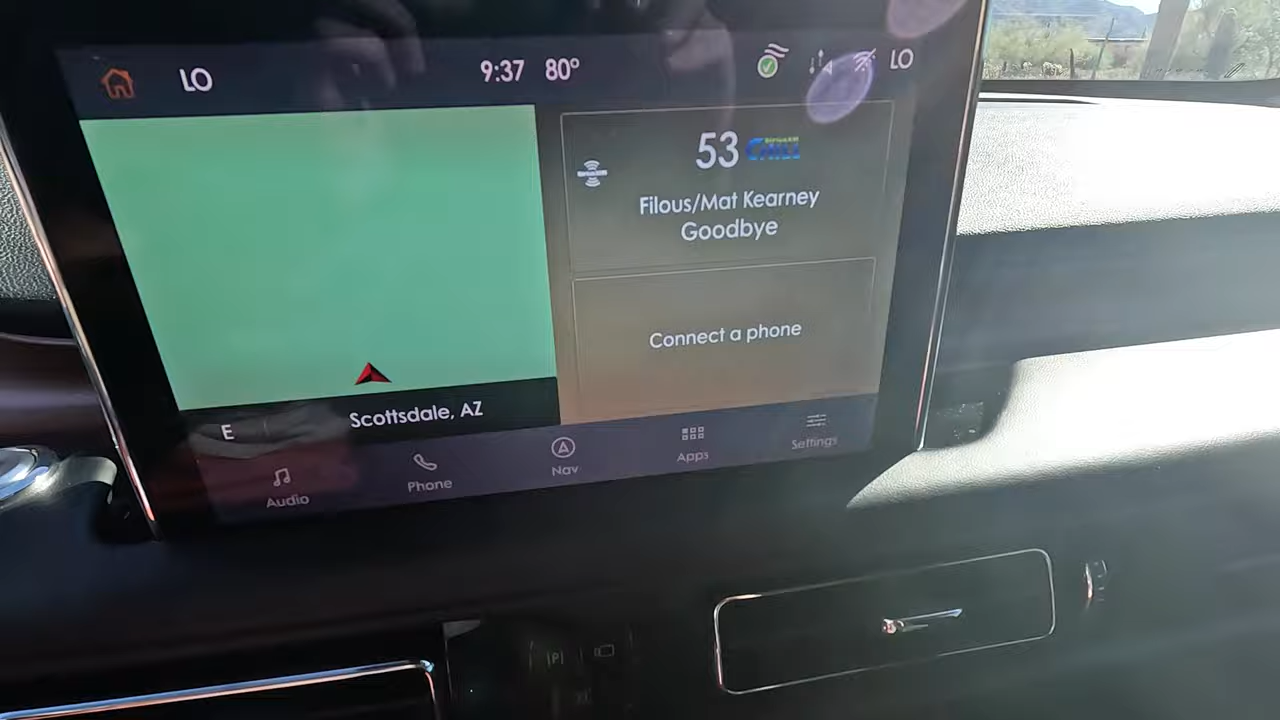 LO
9:37 80°
LO
53
Filous/Mat Kearney
Goodbye
Connect a phone
E
Scottsdale, AZ
Audio
Phone
Nav
Apps
Settings